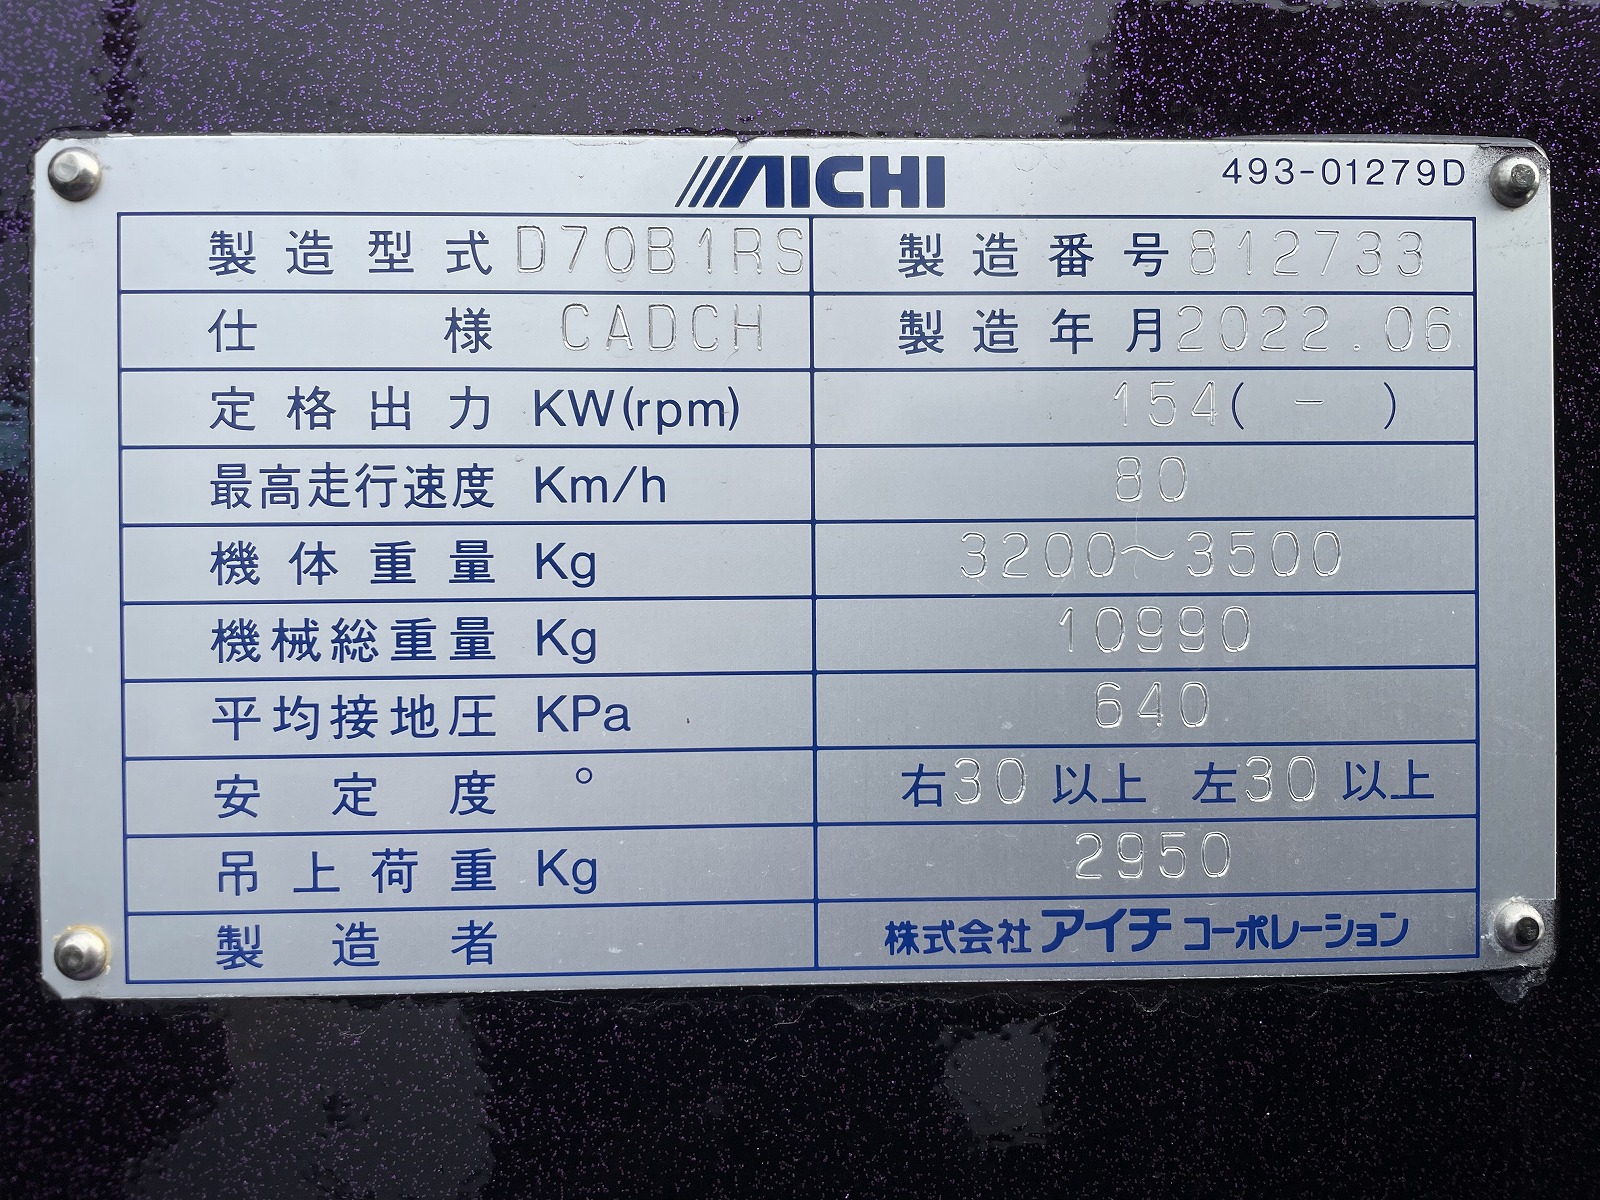 AICHI
493-01279D
製造型式 D70B1RS 製造番号 812733
仕様 CADCH 製造年月 2022.06
定格出力 KW(rpm) 154( - )
最高走行速度 Km/h 80
機体重量 Kg 3200〜3500
機械総重量 Kg 10990
平均接地圧 KPa 640
安定度 ° 右30以上 左30以上
吊上荷重 Kg 2950
製造者 株式会社アイチコーポレーション